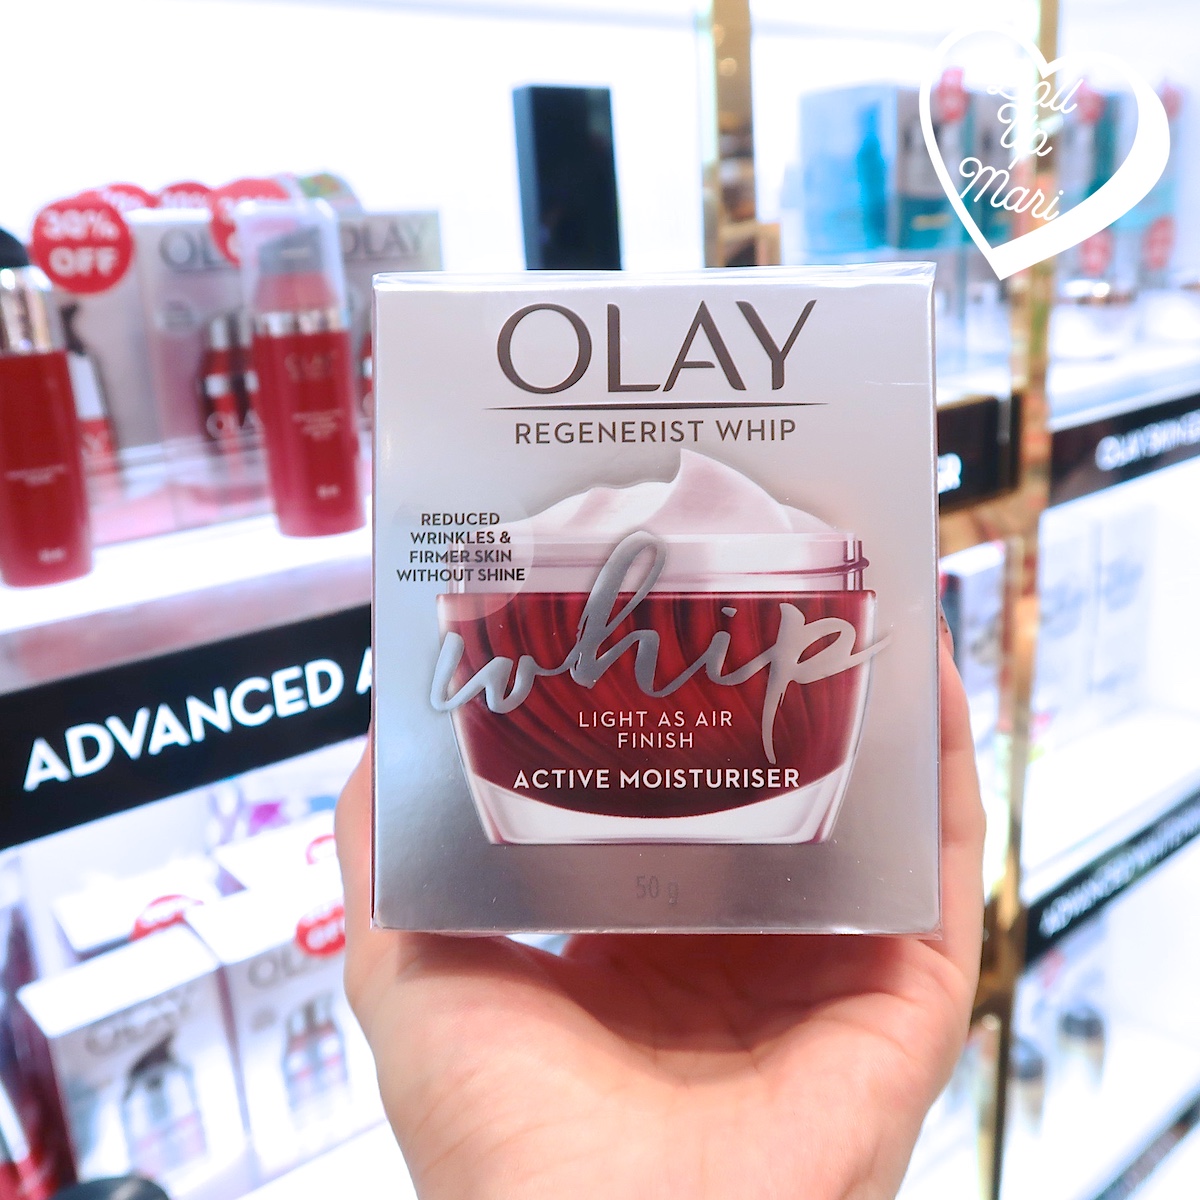 Doll
Up
Mari
30%
OFF
OLAY
OLAY
REGENERIST WHIP
REDUCED
WRINKLES &
FIRMER SKIN
WITHOUT SHINE
whip
LIGHT AS AIR
FINISH
ACTIVE MOISTURISER
50 g
ADVANCED